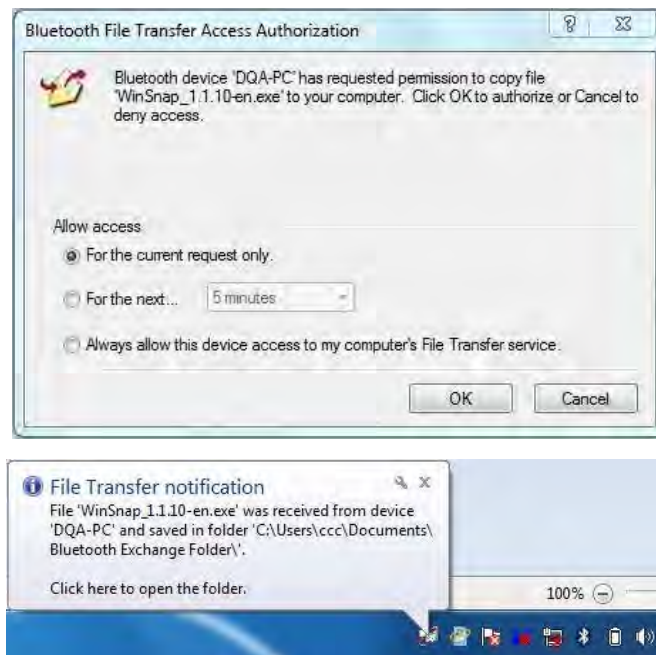 Bluetooth File Transfer Access Authorization
Bluetooth device 'DQA-PC' has requested permission to copy file
'WinSnap_1.1.10-en.exe' to your computer. Click OK to authorize or Cancel to
deny access.
Allow access
For the current request only.
For the next...
5 minutes
Always allow this device access to my computer's File Transfer service.
OK
Cancel
File Transfer notification
File 'WinSnap_1.1.10-en.exe' was received from device
'DQA-PC' and saved in folder 'C:\Users\ccc\Documents\
Bluetooth Exchange Folder\'.
Click here to open the folder.
100%